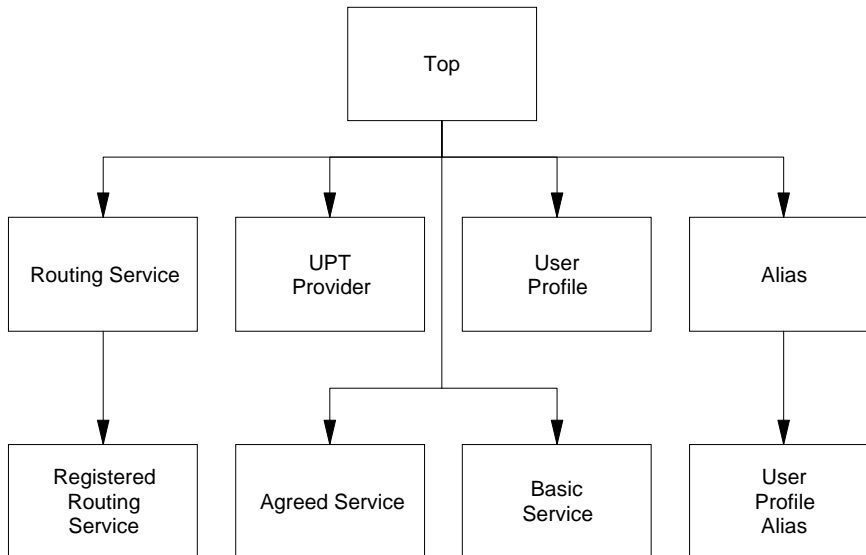 Top
Routing Service
UPT
Provider
User
Profile
Alias
Registered
Routing
Service
Agreed Service
Basic
Service
User
Profile
Alias